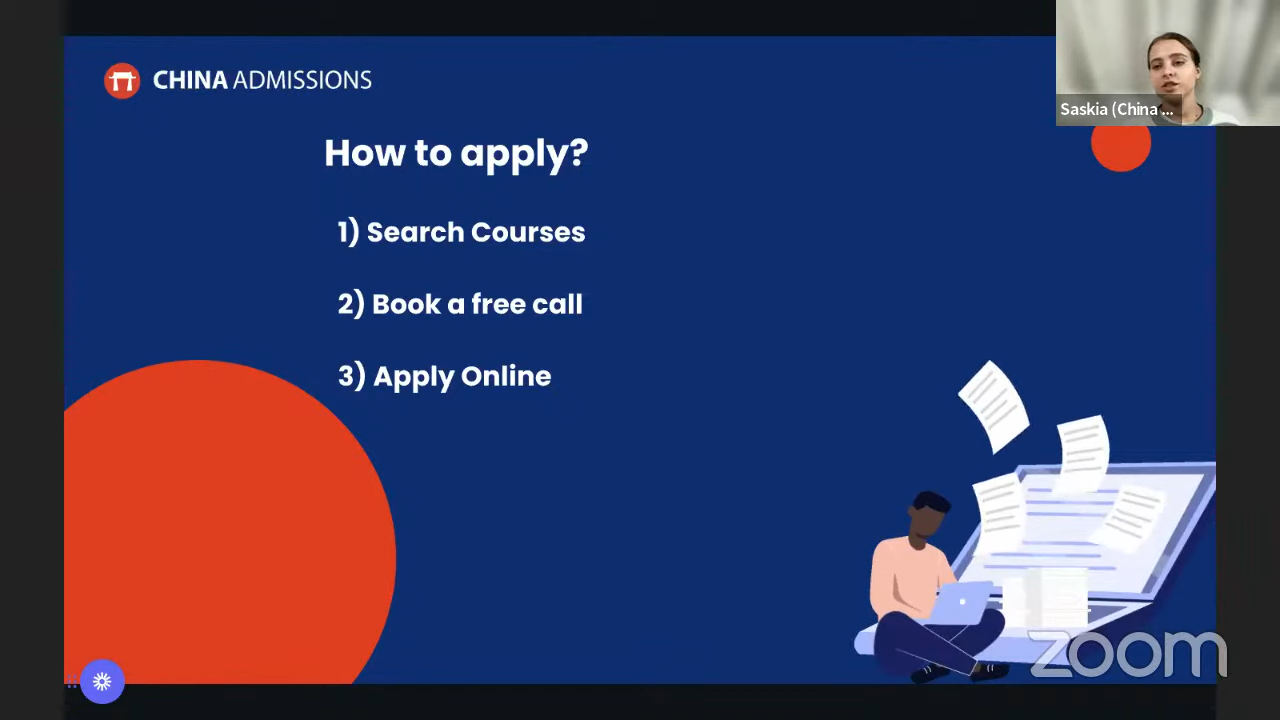 CHINA ADMISSIONS
Saskia (China ...
How to apply?
1) Search Courses
2) Book a free call
3) Apply Online
zoom